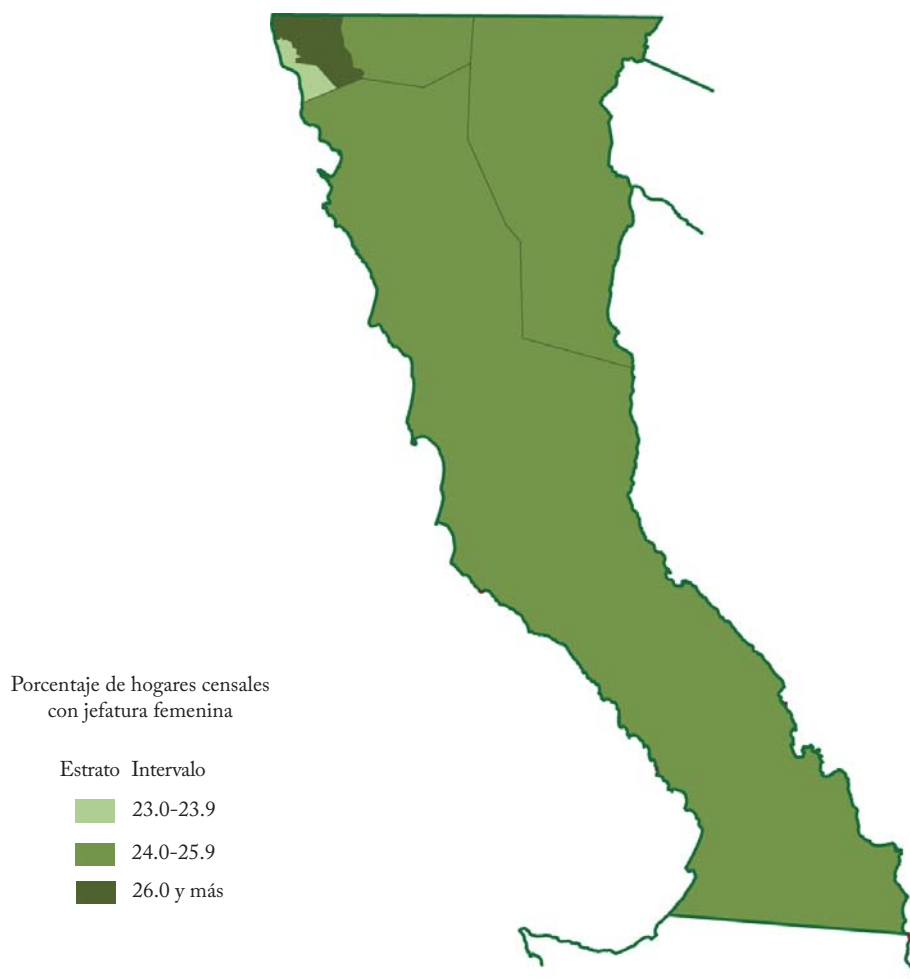 Porcentaje de hogares censales
con jefatura femenina
Estrato Intervalo
23.0-23.9
24.0-25.9
26.0 y más